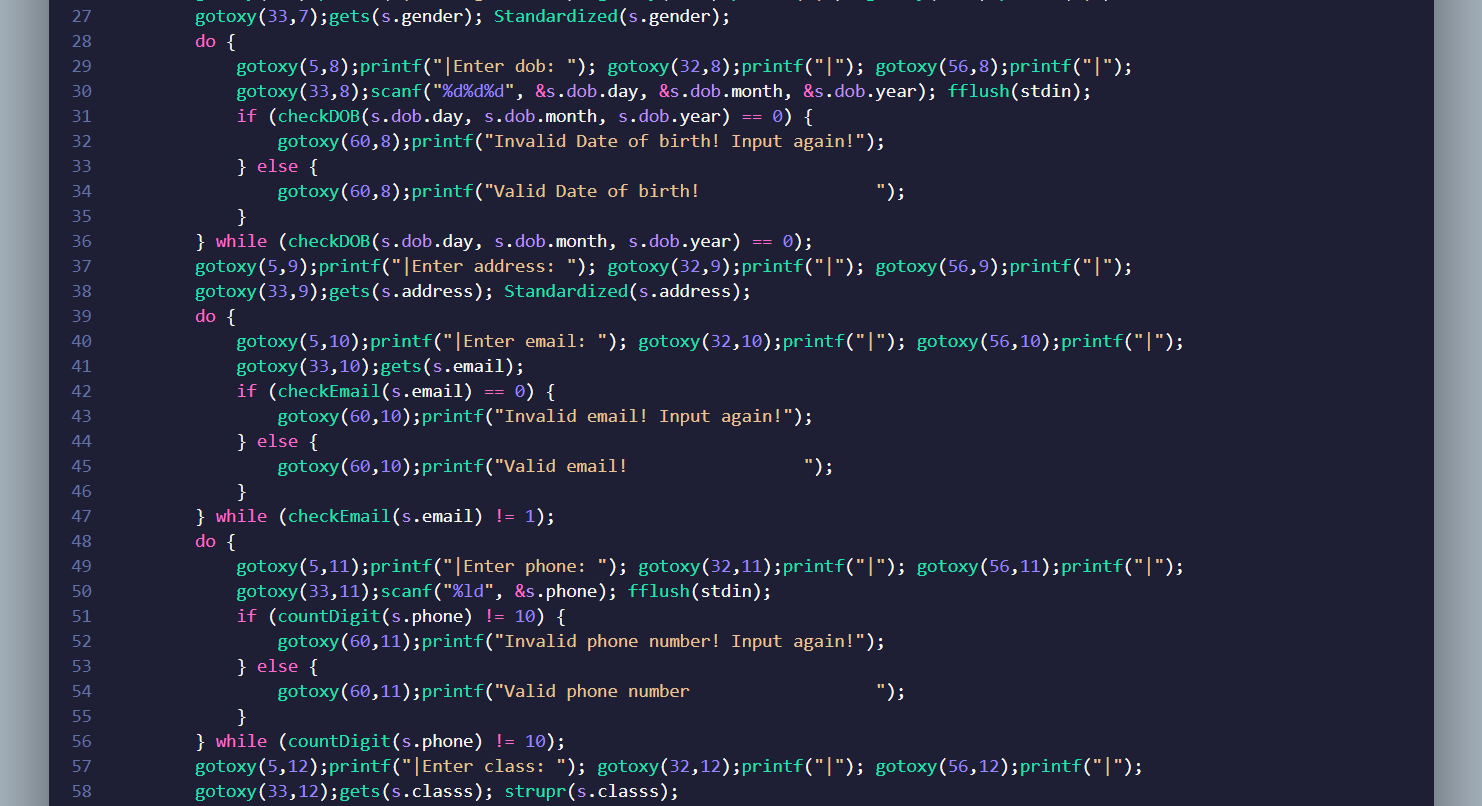 27 gotoxy(33,7);gets(s.gender); Standardized(s.gender);
28 do {
29 gotoxy(5,8);printf("|Enter dob: "); gotoxy(32,8);printf("|"); gotoxy(56,8);printf("|");
30 gotoxy(33,8);scanf("%d%d%d", &s.dob.day, &s.dob.month, &s.dob.year); fflush(stdin);
31 if (checkDOB(s.dob.day, s.dob.month, s.dob.year) == 0) {
32 gotoxy(60,8);printf("Invalid Date of birth! Input again!");
33 } else {
34 gotoxy(60,8);printf("Valid Date of birth!                 ");
35 }
36 } while (checkDOB(s.dob.day, s.dob.month, s.dob.year) == 0);
37 gotoxy(5,9);printf("|Enter address: "); gotoxy(32,9);printf("|"); gotoxy(56,9);printf("|");
38 gotoxy(33,9);gets(s.address); Standardized(s.address);
39 do {
40 gotoxy(5,10);printf("|Enter email: "); gotoxy(32,10);printf("|"); gotoxy(56,10);printf("|");
41 gotoxy(33,10);gets(s.email);
42 if (checkEmail(s.email) == 0) {
43 gotoxy(60,10);printf("Invalid email! Input again!");
44 } else {
45 gotoxy(60,10);printf("Valid email!                 ");
46 }
47 } while (checkEmail(s.email) != 1);
48 do {
49 gotoxy(5,11);printf("|Enter phone: "); gotoxy(32,11);printf("|"); gotoxy(56,11);printf("|");
50 gotoxy(33,11);scanf("%ld", &s.phone); fflush(stdin);
51 if (countDigit(s.phone) != 10) {
52 gotoxy(60,11);printf("Invalid phone number! Input again!");
53 } else {
54 gotoxy(60,11);printf("Valid phone number                  ");
55 }
56 } while (countDigit(s.phone) != 10);
57 gotoxy(5,12);printf("|Enter class: "); gotoxy(32,12);printf("|"); gotoxy(56,12);printf("|");
58 gotoxy(33,12);gets(s.classs); strupr(s.classs);